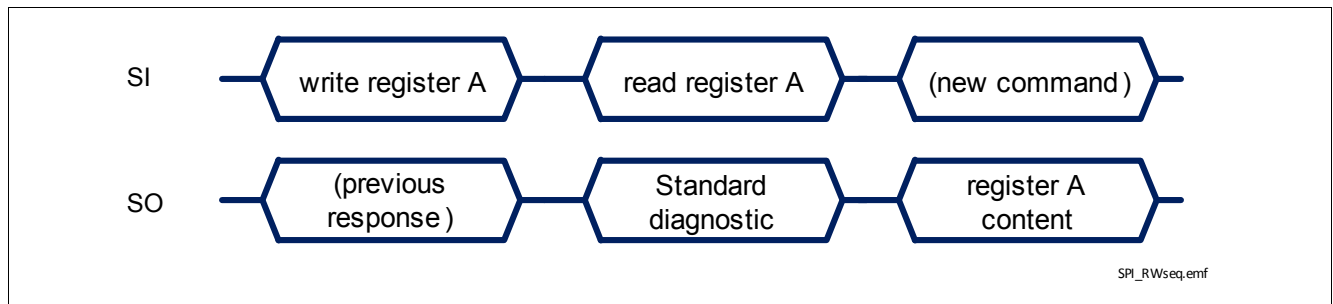 SI
write register A
read register A
(new command)
SO
(previous
response)
Standard
diagnostic
register A
content
SPI_RWseq.emf